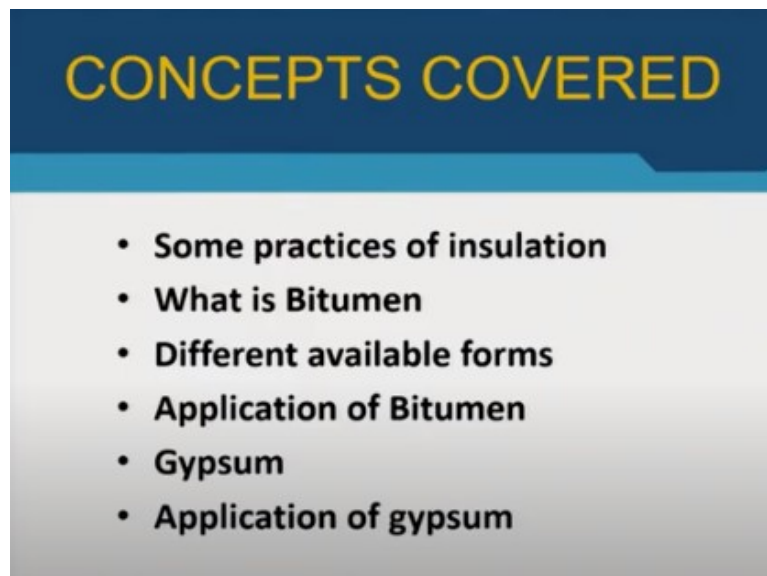 CONCEPTS COVERED
• Some practices of insulation
• What is Bitumen
• Different available forms
• Application of Bitumen
• Gypsum
• Application of gypsum